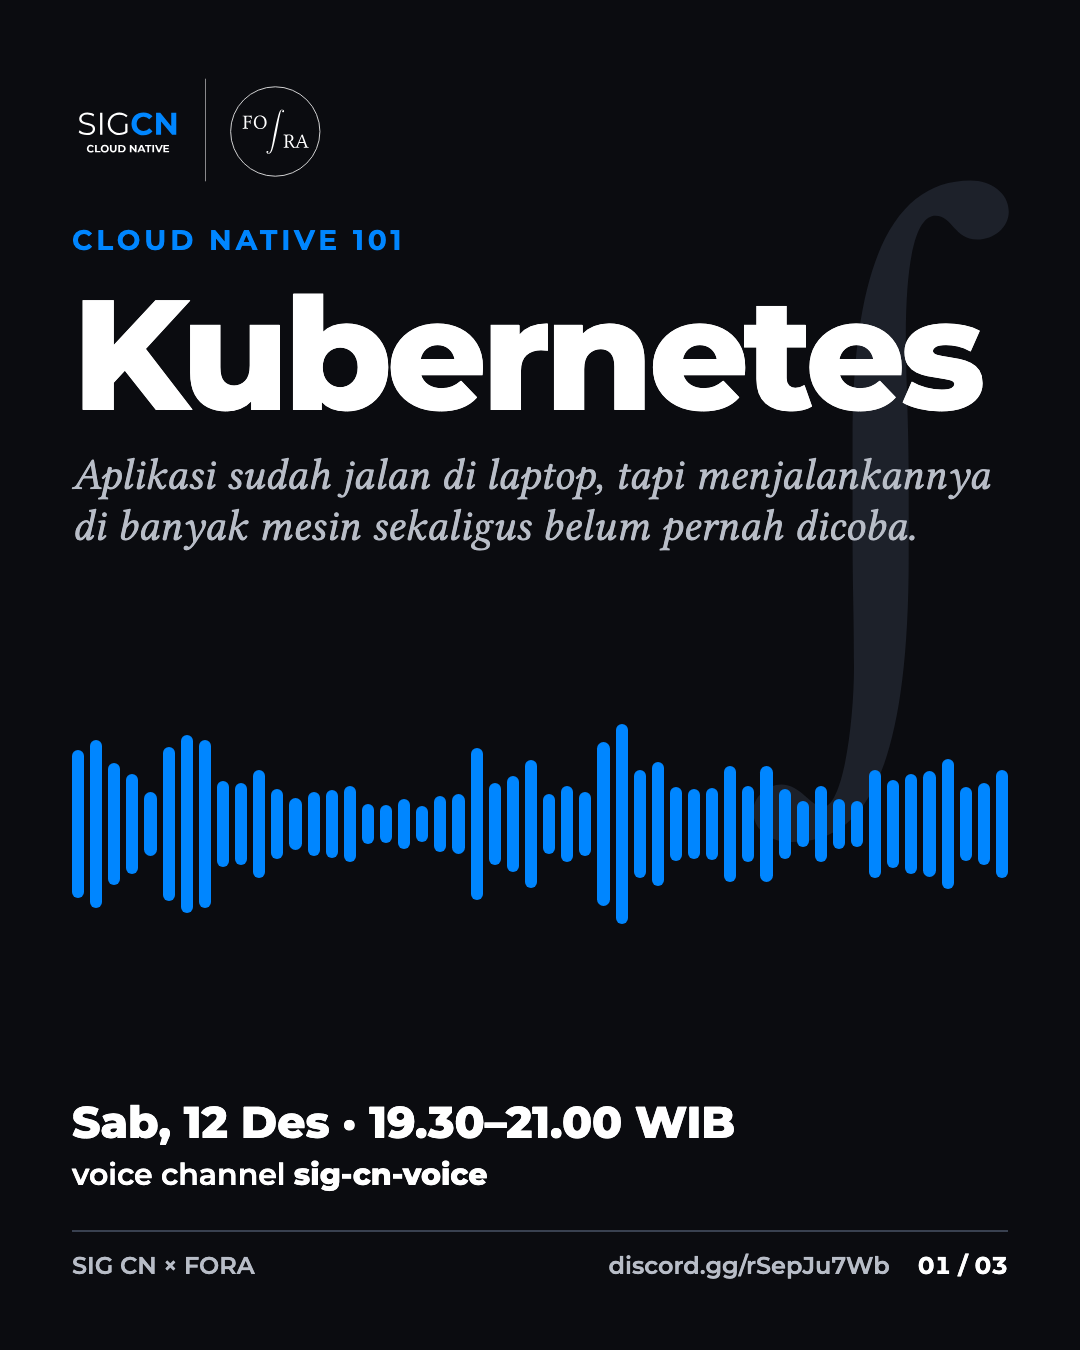 SIGCN
CLOUD NATIVE
FO
RA
CLOUD NATIVE 101
Kubernetes
Aplikasi sudah jalan di laptop, tapi menjalankannya
di banyak mesin sekaligus belum pernah dicoba.
Sab, 12 Des · 19.30–21.00 WIB
voice channel sig-cn-voice
SIG CN × FORA
discord.gg/rSepJu7Wb 01 / 03